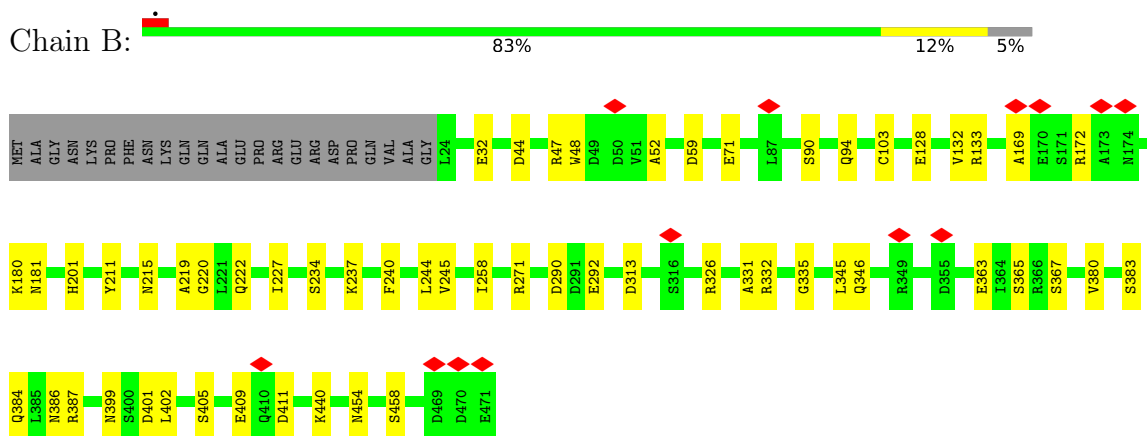 Chain B:
83% 12% 5%
MET ALA GLY ASN LYS PRO PHE ASN LYS GLN GLN ALA GLU PRO ARG GLU ARG ASP PRO GLN VAL ALA GLY L24 E32 D44 R47 W48 D49 D50 V51 A52 D59 E71 L87 S90 Q94 C103 E128 V132 R133 A169 E170 S171 R172 A173 N174
K180 N181 H201 Y211 N215 A219 G220 L221 Q222 I227 S234 K237 F240 L244 V245 I258 R271 D290 D291 E292 D313 S316 R326 A331 R332 G335 L345 Q346 R349 D355 E363 I364 S365 R366 S367 V380 S383
Q384 L385 N386 R387 N399 S400 D401 L402 S405 E409 Q410 D411 K440 N454 S458 D469 D470 E471